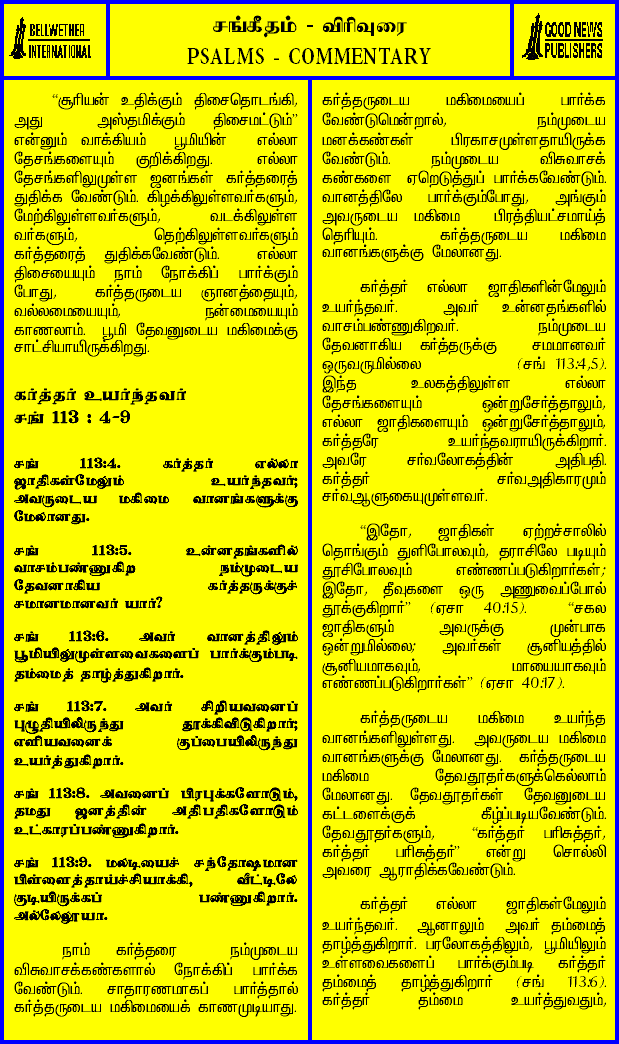 BELLWETHER
INTERNATIONAL
சங்கீதம் - விரிவுரை
PSALMS - COMMENTARY
GOOD NEWS
PUBLISHERS
“சூரியன் உதிக்கும் திசைதொடங்கி,
அது அஸ்தமிக்கும் திசைமட்டும்”
என்னும் வாக்கியம் பூமியின் எல்லா
தேசங்களையும் குறிக்கிறது. எல்லா
தேசங்களிலுமுள்ள ஜனங்கள் கர்த்தரைத்
துதிக்க வேண்டும். கிழக்கிலுள்ளவர்களும்,
மேற்கிலுள்ளவர்களும், வடக்கிலுள்ள
வர்களும், தெற்கிலுள்ளவர்களும்
கர்த்தரைத் துதிக்கவேண்டும். எல்லா
திசையையும் நாம் நோக்கிப் பார்க்கும்
போது, கர்த்தருடைய ஞானத்தையும்,
வல்லமையையும், நன்மையையும்
காணலாம். பூமி தேவனுடைய மகிமைக்கு
சாட்சியாயிருக்கிறது.
கர்த்தர் உயர்ந்தவர்
சங் 113 : 4-9
சங் 113:4. கர்த்தர் எல்லா
ஜாதிகள்மேலும் உயர்ந்தவர்;
அவருடைய மகிமை வானங்களுக்கு
மேலானது.
சங் 113:5. உன்னதங்களில்
வாசம்பண்ணுகிற நம்முடைய
தேவனாகிய கர்த்தருக்குச்
சமானமானவர் யார்?
சங் 113:6. அவர் வானத்திலும்
பூமியிலுமுள்ளவைகளைப் பார்க்கும்படி
தம்மைத் தாழ்த்துகிறார்.
சங் 113:7. அவர் சிறியவனைப்
புழுதியிலிருந்து தூக்கிவிடுகிறார்;
எளியவனைக் குப்பையிலிருந்து
உயர்த்துகிறார்.
சங் 113:8. அவனைப் பிரபுக்களோடும்,
தமது ஜனத்தின் அதிபதிகளோடும்
உட்காரப்பண்ணுகிறார்.
சங் 113:9. மலடியைச் சந்தோஷமான
பிள்ளைத்தாய்ச்சியாக்கி, வீட்டிலே
குடியிருக்கப் பண்ணுகிறார்.
அல்லேலூயா.
நாம் கர்த்தரை நம்முடைய
விசுவாசக்கண்களால் நோக்கிப் பார்க்க
வேண்டும். சாதாரணமாகப் பார்த்தால்
கர்த்தருடைய மகிமையைக் காணமுடியாது.
கர்த்தருடைய மகிமையைப் பார்க்க
வேண்டுமென்றால், நம்முடைய
மனக்கண்கள் பிரகாசமுள்ளதாயிருக்க
வேண்டும். நம்முடைய விசுவாசக்
கண்களை ஏறெடுத்துப் பார்க்கவேண்டும்.
வானத்திலே பார்க்கும்போது, அங்கும்
அவருடைய மகிமை பிரத்தியட்சமாய்த்
தெரியும். கர்த்தருடைய மகிமை
வானங்களுக்கு மேலானது.
கர்த்தர் எல்லா ஜாதிகளின்மேலும்
உயர்ந்தவர். அவர் உன்னதங்களில்
வாசம்பண்ணுகிறவர். நம்முடைய
தேவனாகிய கர்த்தருக்கு சமமானவர்
ஒருவருமில்லை (சங் 113:4,5).
இந்த உலகத்திலுள்ள எல்லா
தேசங்களையும் ஒன்றுசேர்த்தாலும்,
எல்லா ஜாதிகளையும் ஒன்றுசேர்த்தாலும்,
கர்த்தரே உயர்ந்தவராயிருக்கிறார்.
அவரே சர்வலோகத்தின் அதிபதி.
கர்த்தர் சர்வஅதிகாரமும்
சர்வஆளுகையுமுள்ளவர்.
“இதோ, ஜாதிகள் ஏற்றச்சாலில்
தொங்கும் துளிபோலவும், தராசிலே படியும்
தூசிபோலவும் எண்ணப்படுகிறார்கள்;
இதோ, தீவுகளை ஒரு அணுவைப்போல்
தூக்குகிறார்” (ஏசா 40:15). “சகல
ஜாதிகளும் அவருக்கு முன்பாக
ஒன்றுமில்லை; அவர்கள் சூனியத்தில்
சூனியமாகவும், மாயையாகவும்
எண்ணப்படுகிறார்கள்” (ஏசா 40:17).
கர்த்தருடைய மகிமை உயர்ந்த
வானங்களிலுள்ளது. அவருடைய மகிமை
வானங்களுக்கு மேலானது. கர்த்தருடைய
மகிமை தேவதூதர்களுக்கெல்லாம்
மேலானது. தேவதூதர்கள் தேவனுடைய
கட்டளைக்குக் கீழ்ப்படியவேண்டும்.
தேவதூதர்களும், “கர்த்தர் பரிசுத்தர்,
கர்த்தர் பரிசுத்தர்” என்று சொல்லி
அவரை ஆராதிக்கவேண்டும்.
கர்த்தர் எல்லா ஜாதிகள்மேலும்
உயர்ந்தவர். ஆனாலும் அவர் தம்மைத்
தாழ்த்துகிறார். பரலோகத்திலும், பூமியிலும்
உள்ளவைகளைப் பார்க்கும்படி கர்த்தர்
தம்மைத் தாழ்த்துகிறார் (சங் 113:6).
கர்த்தர் தம்மை உயர்த்துவதும்,